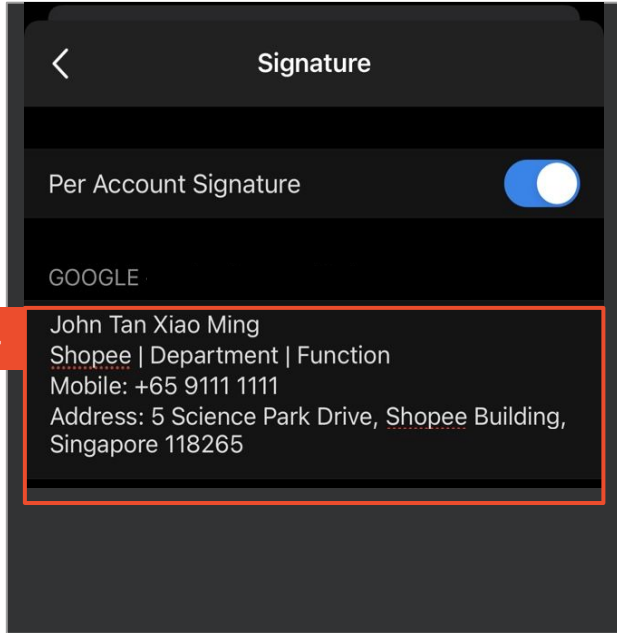 Signature
Per Account Signature
GOOGLE
John Tan Xiao Ming
Shopee | Department | Function
Mobile: +65 9111 1111
Address: 5 Science Park Drive, Shopee Building,
Singapore 118265